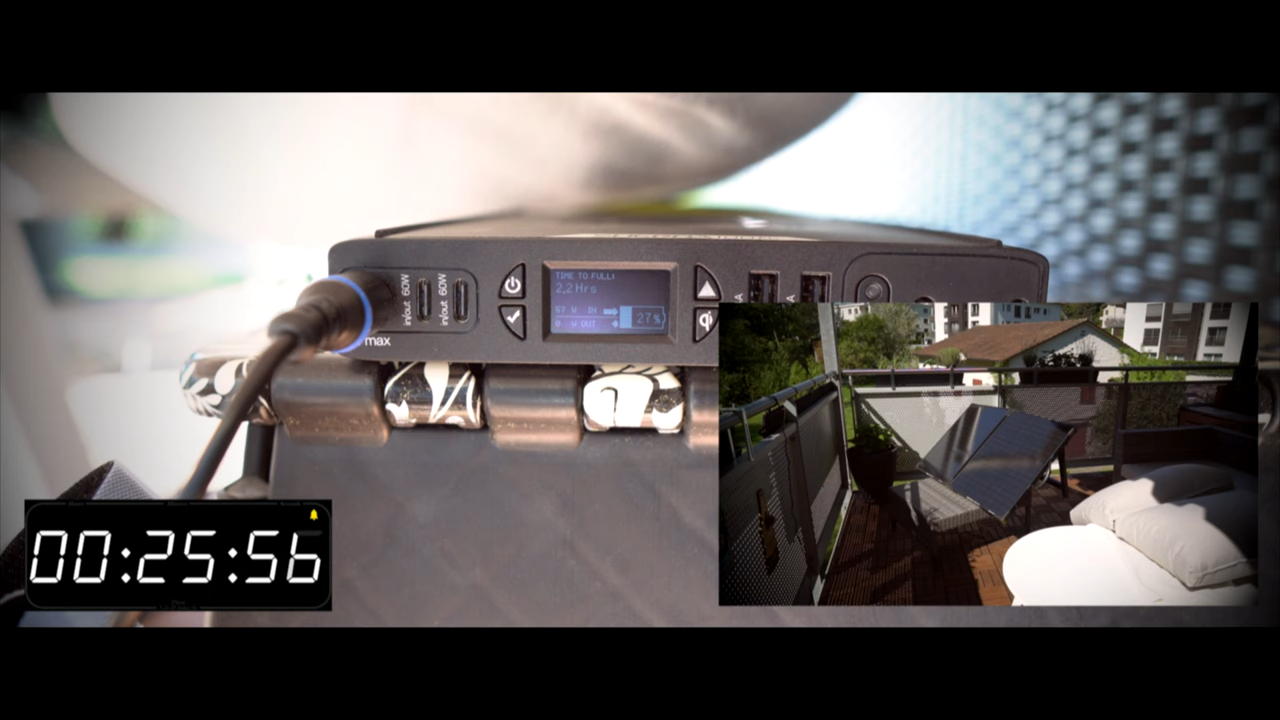 in/out 60W
in/out 60W
max
TIME TO FULL:
2.2 Hrs
57 W IN
0 W OUT
27%
A
A
00:25:56